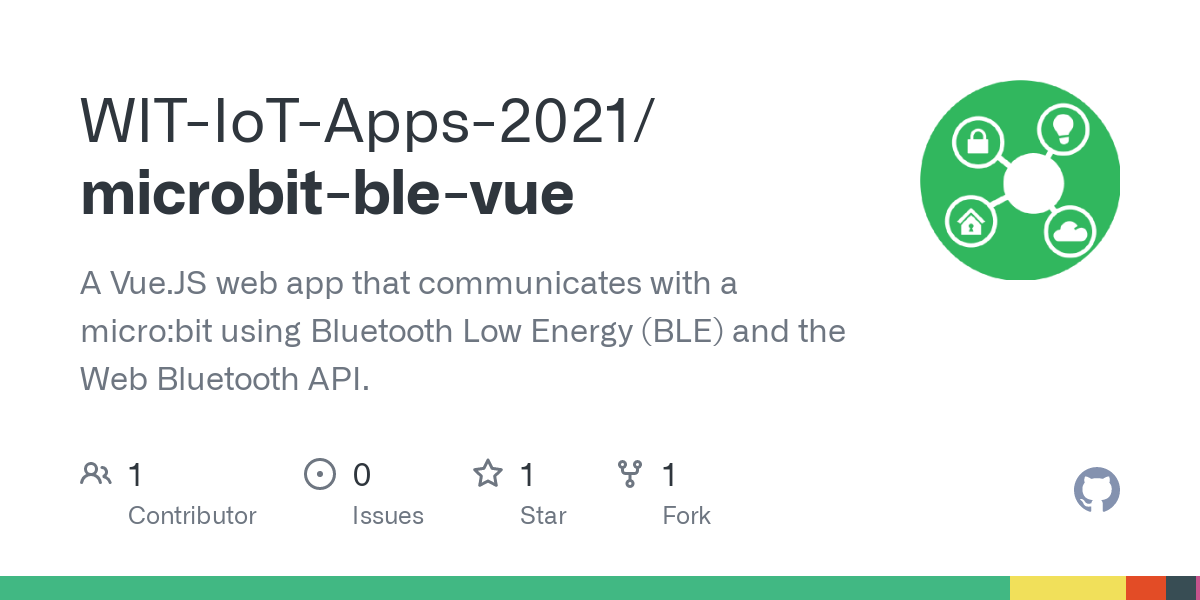 WIT-IoT-Apps-2021/
microbit-ble-vue
A Vue.JS web app that communicates with a
micro:bit using Bluetooth Low Energy (BLE) and the
Web Bluetooth API.
1 0 1 1
Contributor Issues Star Fork